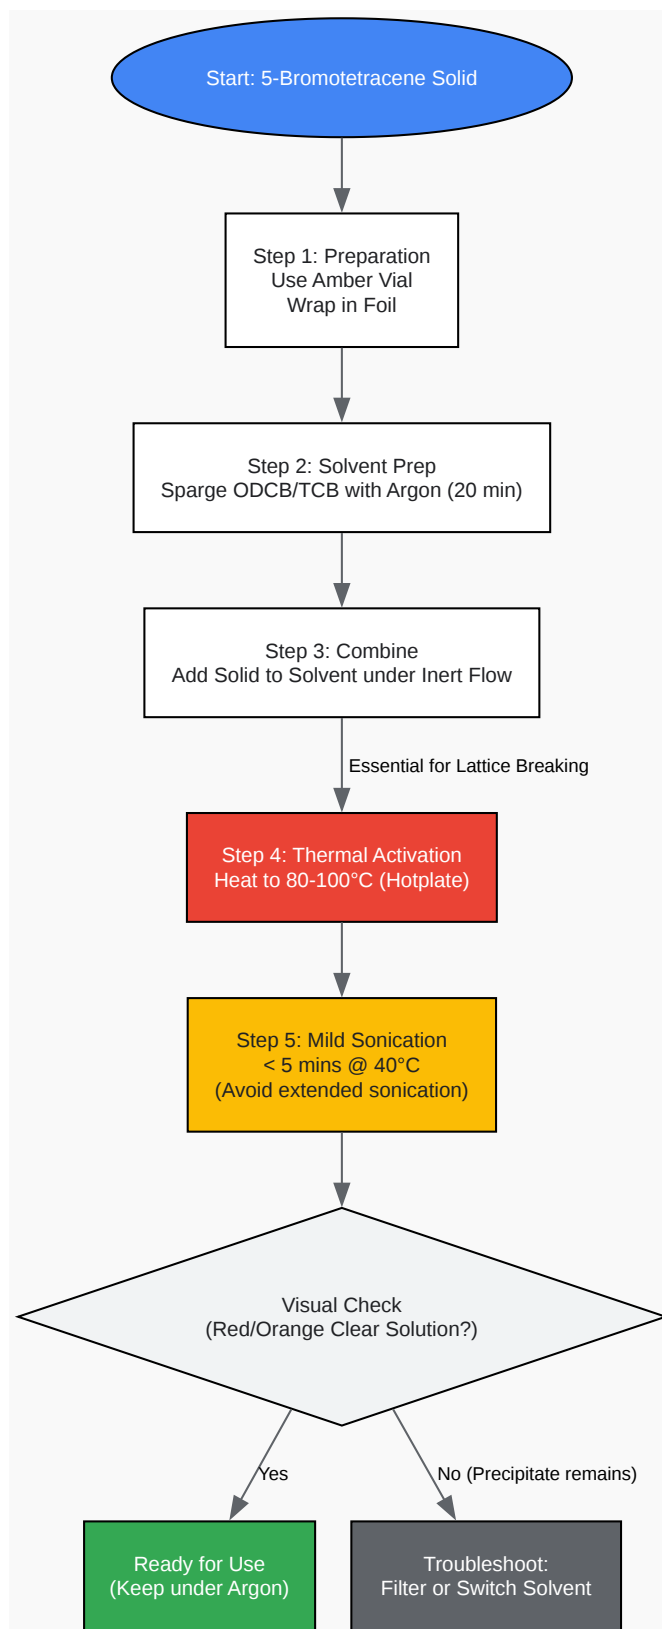 Start: 5-Bromotetracene Solid
Step 1: Preparation
Use Amber Vial
Wrap in Foil
Step 2: Solvent Prep
Sparge ODCB/TCB with Argon (20 min)
Step 3: Combine
Add Solid to Solvent under Inert Flow
Essential for Lattice Breaking
Step 4: Thermal Activation
Heat to 80-100°C (Hotplate)
Step 5: Mild Sonication
< 5 mins @ 40°C
(Avoid extended sonication)
Visual Check
(Red/Orange Clear Solution?)
Yes
No (Precipitate remains)
Ready for Use
(Keep under Argon)
Troubleshoot:
Filter or Switch Solvent